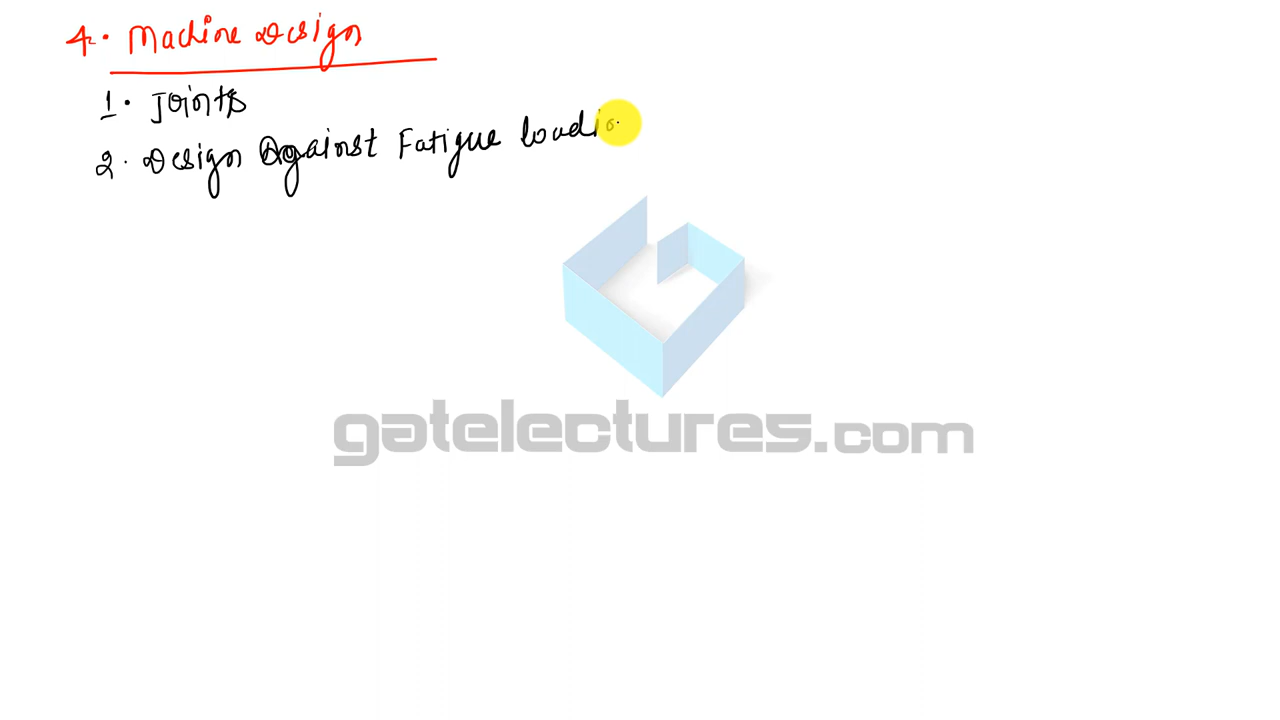 4. Machine Design
1. Joints
2. Design Against Fatigue loadi
gatelectures.com